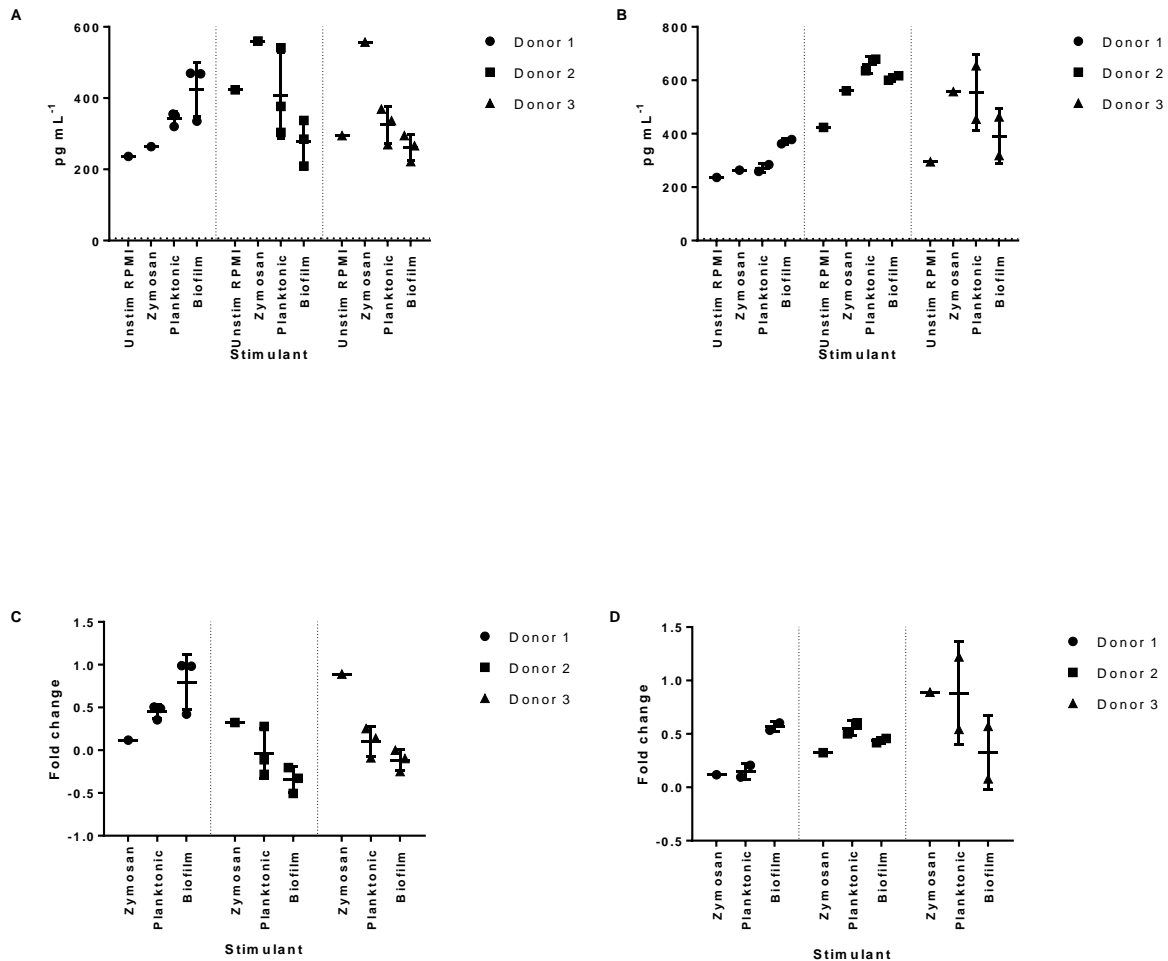 A
600
400
200
0
pg mL-1
Unstim RPMI
Zymosan
Planktonic
Biofilm
Unstim RPMI
Zymosan
Planktonic
Biofilm
Unstim RPMI
Zymosan
Planktonic
Biofilm
Stimulant
Donor 1
Donor 2
Donor 3
B
800
600
400
200
0
pg mL-1
Unstim RPMI
Zymosan
Planktonic
Biofilm
Unstim RPMI
Zymosan
Planktonic
Biofilm
Unstim RPMI
Zymosan
Planktonic
Biofilm
Stimulant
Donor 1
Donor 2
Donor 3
C
1.5
1.0
0.5
0.0
-0.5
-1.0
Fold change
Zymosan
Planktonic
Biofilm
Zymosan
Planktonic
Biofilm
Zymosan
Planktonic
Biofilm
Stimulant
Donor 1
Donor 2
Donor 3
D
1.5
1.0
0.5
0.0
-0.5
Fold change
Zymosan
Planktonic
Biofilm
Zymosan
Planktonic
Biofilm
Zymosan
Planktonic
Biofilm
Stimulant
Donor 1
Donor 2
Donor 3